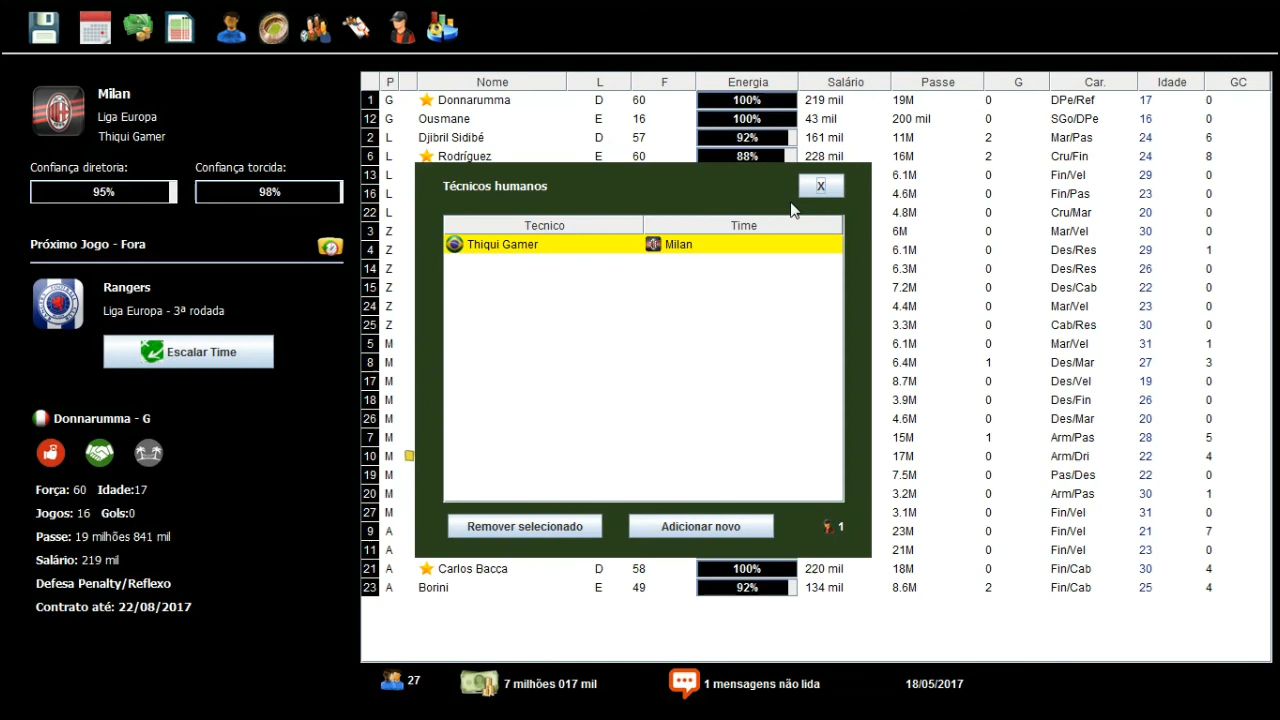 Milan
Liga Europa
Thiqui Gamer
Confiança diretoria: Confiança torcida:
95% 98%
Próximo Jogo - Fora
Rangers
Liga Europa - 3ª rodada
Escalar Time
Donnarumma - G
Força: 60 Idade:17
Jogos: 16 Gols:0
Passe: 19 milhões 841 mil
Salário: 219 mil
Defesa Penalty/Reflexo
Contrato até: 22/08/2017
P Nome L F Energia Salário Passe G Car. Idade GC
1 G Donnarumma D 60 100% 219 mil 19M 0 DPe/Ref 17 0
12 G Ousmane E 16 100% 43 mil 200 mil 0 SGo/DPe 16 0
2 L Djibril Sidibé D 57 92% 161 mil 11M 2 Mar/Pas 24 6
6 L Rodríguez E 60 88% 228 mil 16M 2 Cru/Fin 24 8
13 L 6.1M 0 Fin/Vel 29 0
16 L 4.6M 0 Fin/Pas 23 0
22 L 4.8M 0 Cru/Mar 20 0
3 Z 6M 0 Mar/Vel 30 0
4 Z 6.1M 0 Des/Res 29 1
14 Z 6.3M 0 Des/Res 26 0
15 Z 7.2M 0 Des/Cab 22 0
24 Z 4.4M 0 Mar/Vel 23 0
25 Z 3.3M 0 Cab/Res 30 0
5 M 6.1M 0 Mar/Vel 31 1
8 M 6.4M 1 Des/Mar 27 3
17 M 8.7M 0 Des/Vel 19 0
18 M 3.9M 0 Des/Fin 26 0
26 M 4.6M 0 Des/Mar 20 0
7 M 15M 1 Arm/Pas 28 5
10 M 17M 0 Arm/Dri 22 4
19 M 7.5M 0 Pas/Des 22 0
20 M 3.2M 0 Arm/Pas 30 1
27 M 3.1M 0 Fin/Vel 31 0
9 A 23M 0 Fin/Vel 21 7
11 A 21M 0 Fin/Vel 23 0
21 A Carlos Bacca D 58 100% 220 mil 18M 0 Fin/Cab 30 4
23 A Borini E 49 92% 134 mil 8.6M 2 Fin/Cab 25 4
Técnicos humanos X
Tecnico Time
Thiqui Gamer Milan
Remover selecionado Adicionar novo 1
27 7 milhões 017 mil 1 mensagens não lida 18/05/2017